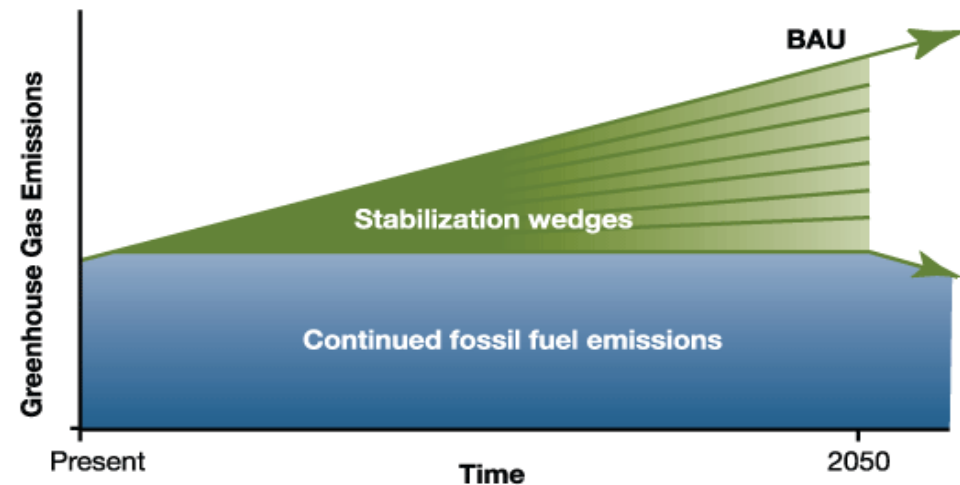 BAU
Greenhouse Gas Emissions
Stabilization wedges
Continued fossil fuel emissions
Present
2050
Time